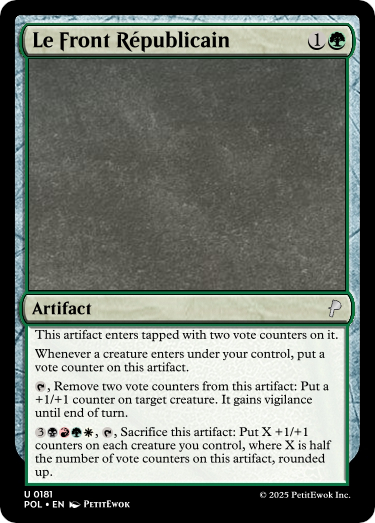 Le Front Républicain 1
Artifact
This artifact enters tapped with two vote counters on it.
Whenever a creature enters under your control, put a
vote counter on this artifact.
, Remove two vote counters from this artifact: Put a
+1/+1 counter on target creature. It gains vigilance
until end of turn.
3, , Sacrifice this artifact: Put X +1/+1
counters on each creature you control, where X is half
the number of vote counters on this artifact, rounded
up.
U 0181
POL • EN PetitEwok
© 2025 PetitEwok Inc.